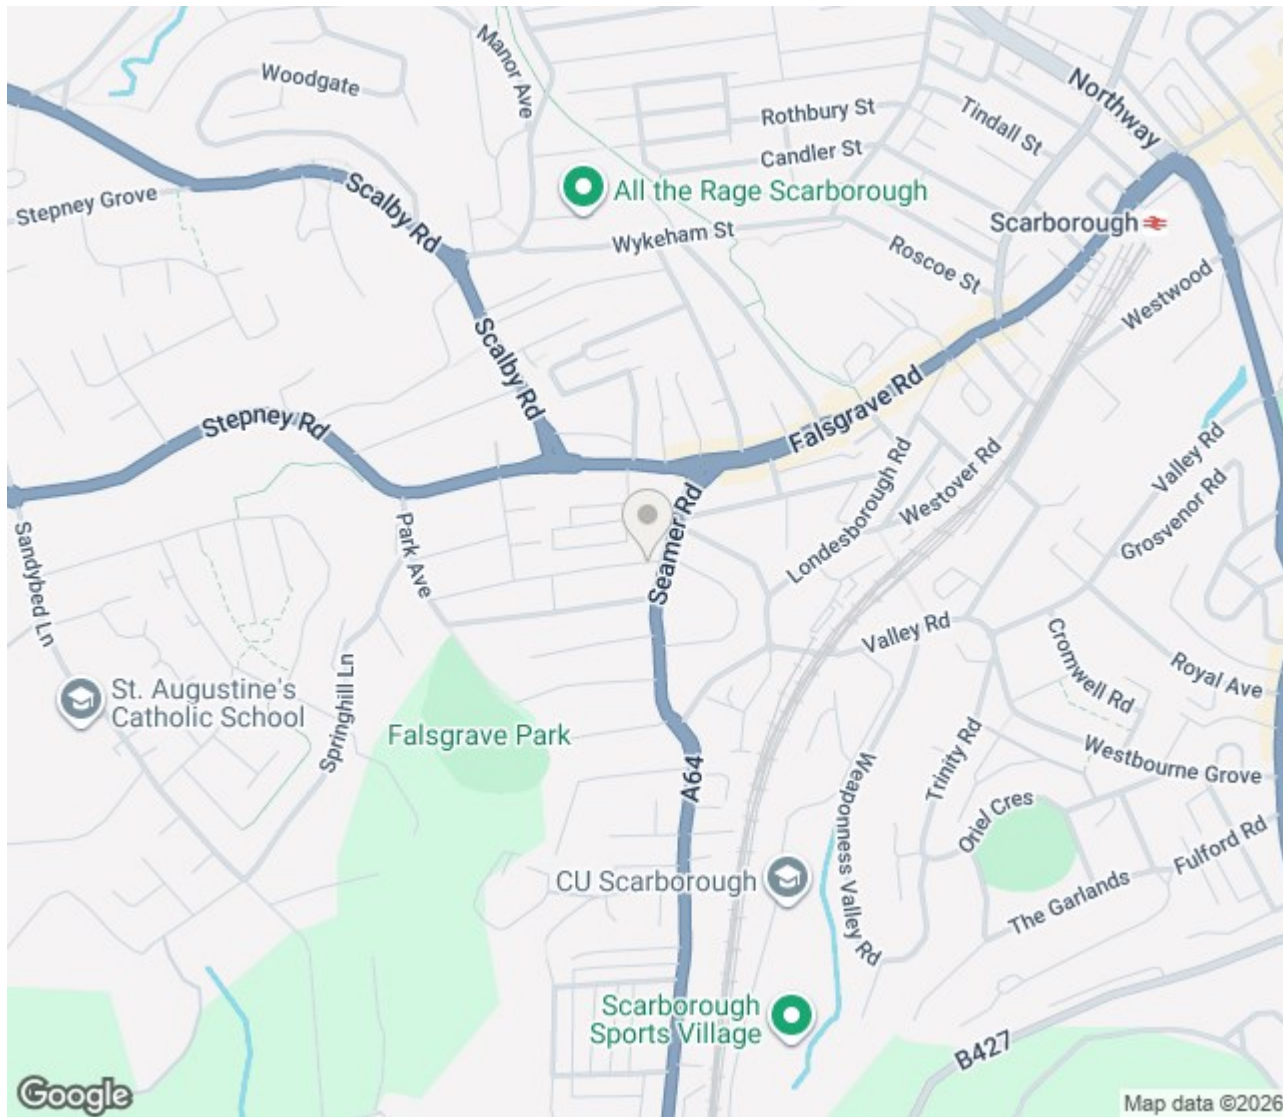 Woodgate
Manor Ave
Northway
Rothbury St
Tindall St
Candler St
Stepney Grove
Scalby Rd
All the Rage Scarborough
Scarborough
Wykeham St
Roscoe St
Westwood
Scalby Rd
Falsgrave Rd
Stepney Rd
Valley Rd
Londesborough Rd
Westover Rd
Grosvenor Rd
Seamer Rd
Park Ave
Sandybed Ln
Valley Rd
Cromwell Rd
Royal Ave
St. Augustine's
Catholic School
Springhill Ln
Falsgrave Park
A64
Weaponness Valley Rd
Trinity Rd
Westbourne Grove
Oriel Cres
Fulford Rd
CU Scarborough
The Garlands
Scarborough
Sports Village
B427
Google
Map data ©2026